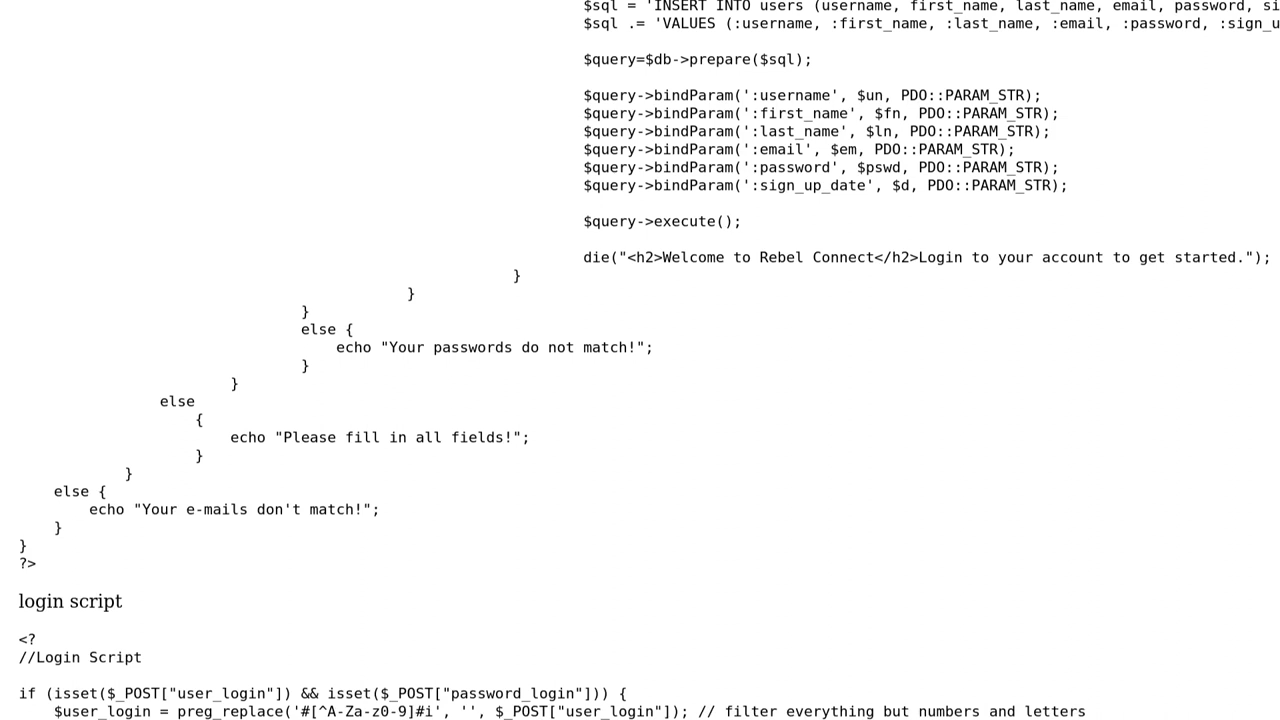 $sql = 'INSERT INTO users (username, first_name, last_name, email, password, si
$sql .= 'VALUES (:username, :first_name, :last_name, :email, :password, :sign_u
$query=$db->prepare($sql);
$query->bindParam(':username', $un, PDO::PARAM_STR);
$query->bindParam(':first_name', $fn, PDO::PARAM_STR);
$query->bindParam(':last_name', $ln, PDO::PARAM_STR);
$query->bindParam(':email', $em, PDO::PARAM_STR);
$query->bindParam(':password', $pswd, PDO::PARAM_STR);
$query->bindParam(':sign_up_date', $d, PDO::PARAM_STR);
$query->execute();
die("<h2>Welcome to Rebel Connect</h2>Login to your account to get started.");
}
}
}
else {
echo "Your passwords do not match!";
}
}
else
{
echo "Please fill in all fields!";
}
}
else {
echo "Your e-mails don't match!";
}
}
?>
login script
<?
//Login Script
if (isset($_POST["user_login"]) && isset($_POST["password_login"])) {
$user_login = preg_replace('#[^A-Za-z0-9]#i', '', $_POST["user_login"]); // filter everything but numbers and letters